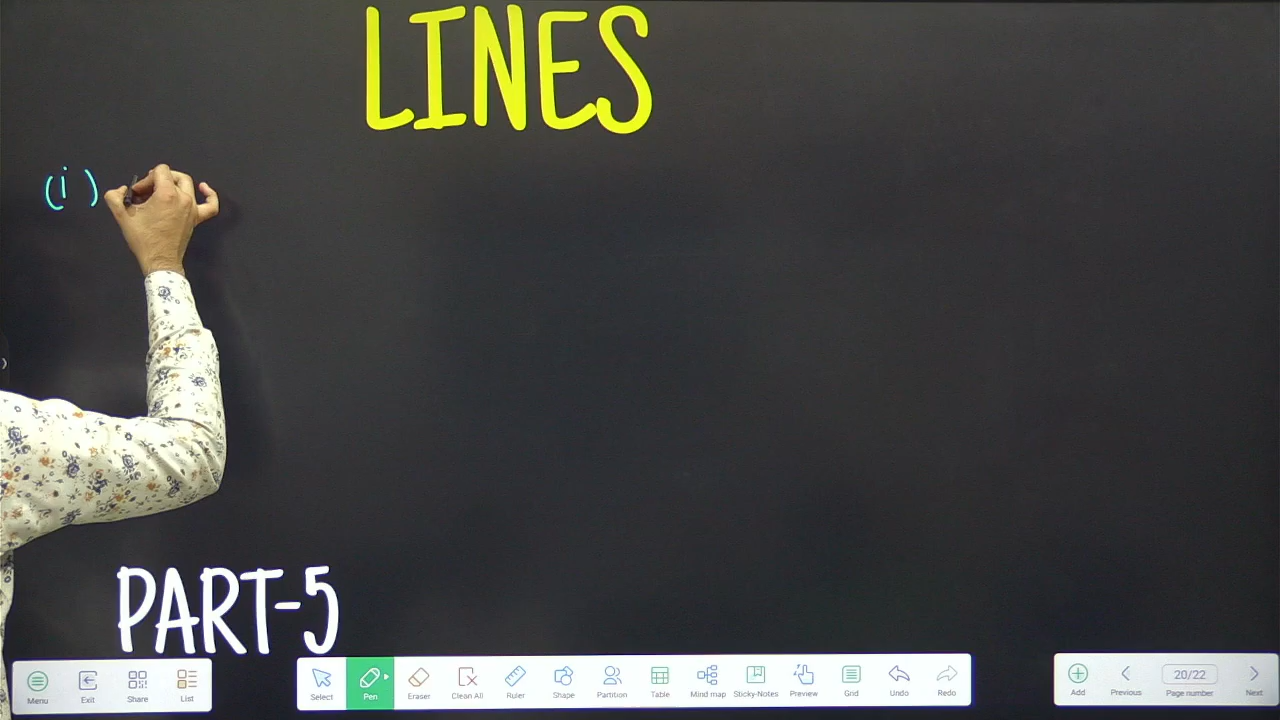 LINES
(i)
PART-5
Menu Exit Share List
Select Pen Eraser Clean All Ruler Shape Partition Table Mind map Sticky-Notes Preview Grid Undo Redo
Add Previous 20/22 Page number Next